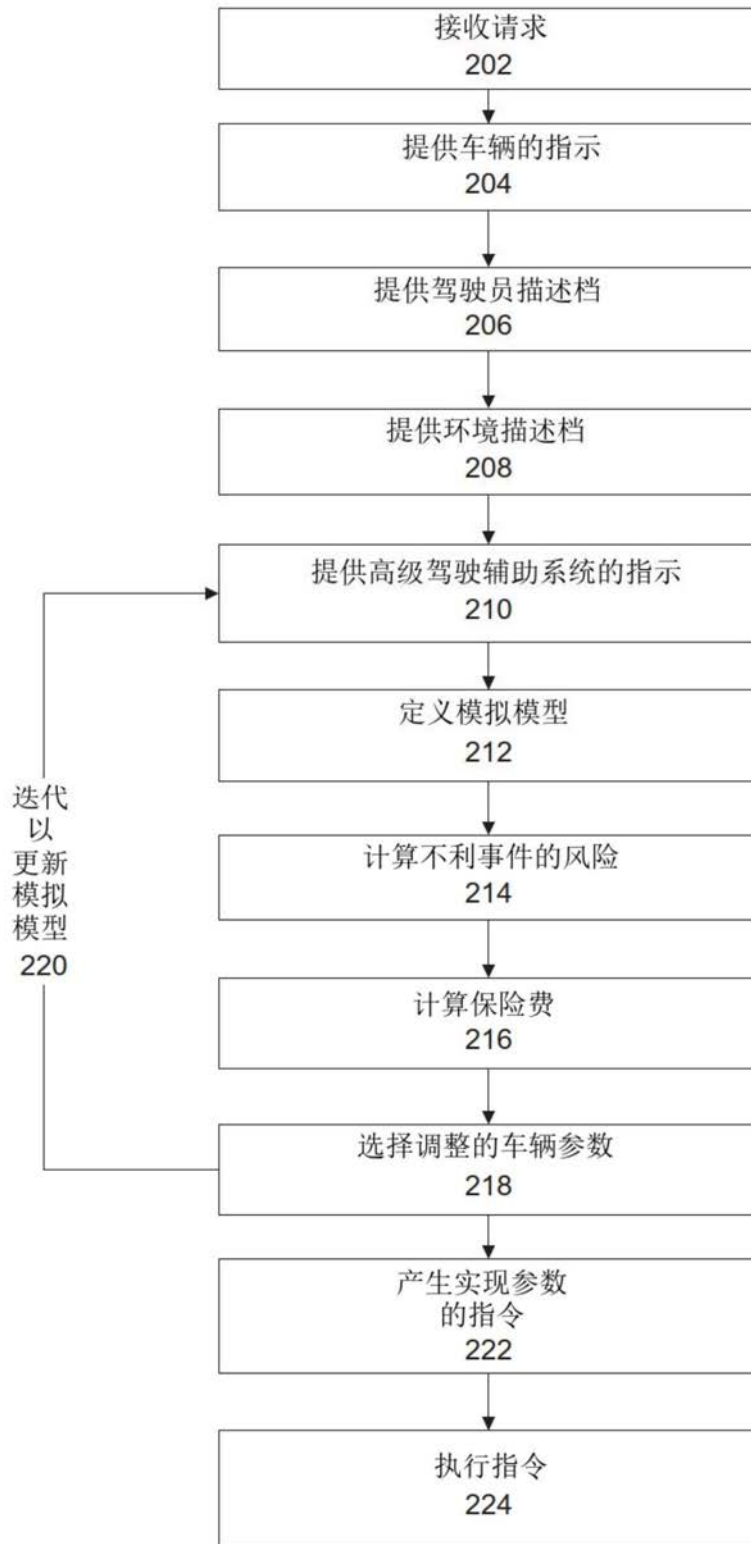 接收请求
202
提供车辆的指示
204
提供驾驶员描述档
206
提供环境描述档
208
提供高级驾驶辅助系统的指示
210
定义模拟模型
212
计算不利事件的风险
214
迭代
以
更新
模拟
模型
220
计算保险费
216
选择调整的车辆参数
218
产生实现参数
的指令
222
执行指令
224